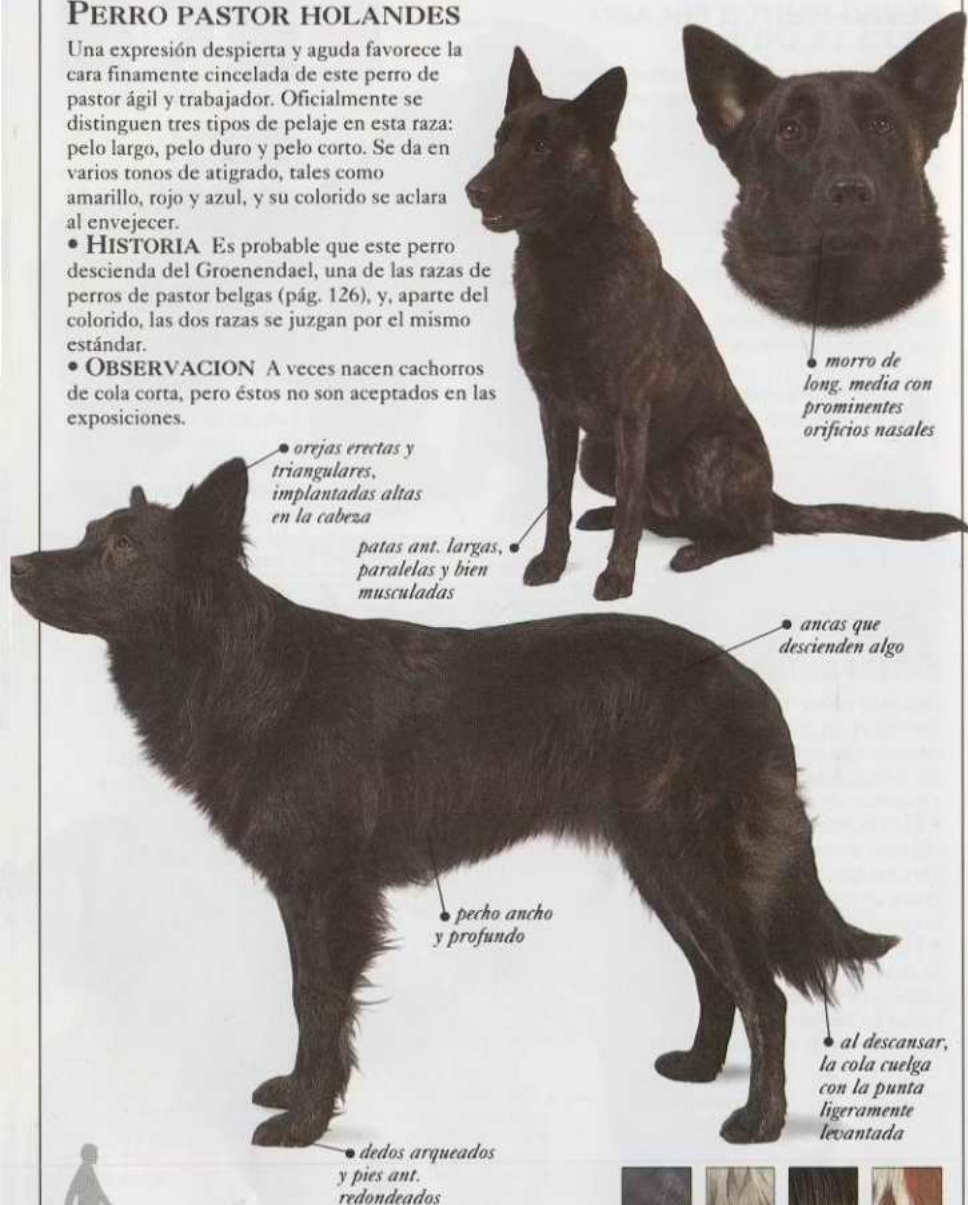 PERRO PASTOR HOLANDES
Una expresión despierta y aguda favorece la
cara finamente cincelada de este perro de
pastor ágil y trabajador. Oficialmente se
distinguen tres tipos de pelaje en esta raza:
pelo largo, pelo duro y pelo corto. Se da en
varios tonos de atigrado, tales como
amarillo, rojo y azul, y su colorido se aclara
al envejecer.
• HISTORIA Es probable que este perro
descienda del Groenendael, una de las razas de
perros de pastor belgas (pág. 126), y, aparte del
colorido, las dos razas se juzgan por el mismo
estándar.
• OBSERVACION A veces nacen cachorros
de cola corta, pero éstos no son aceptados en las
exposiciones.
morro de
long. media con
prominentes
orificios nasales
orejas erectas y
triangulares,
implantadas altas
en la cabeza
patas ant. largas,
paralelas y bien
musculadas
ancas que
descienden algo
pecho ancho
y profundo
al descansar,
la cola cuelga
con la punta
ligeramente
levantada
dedos arqueados
y pies ant.
redondeados